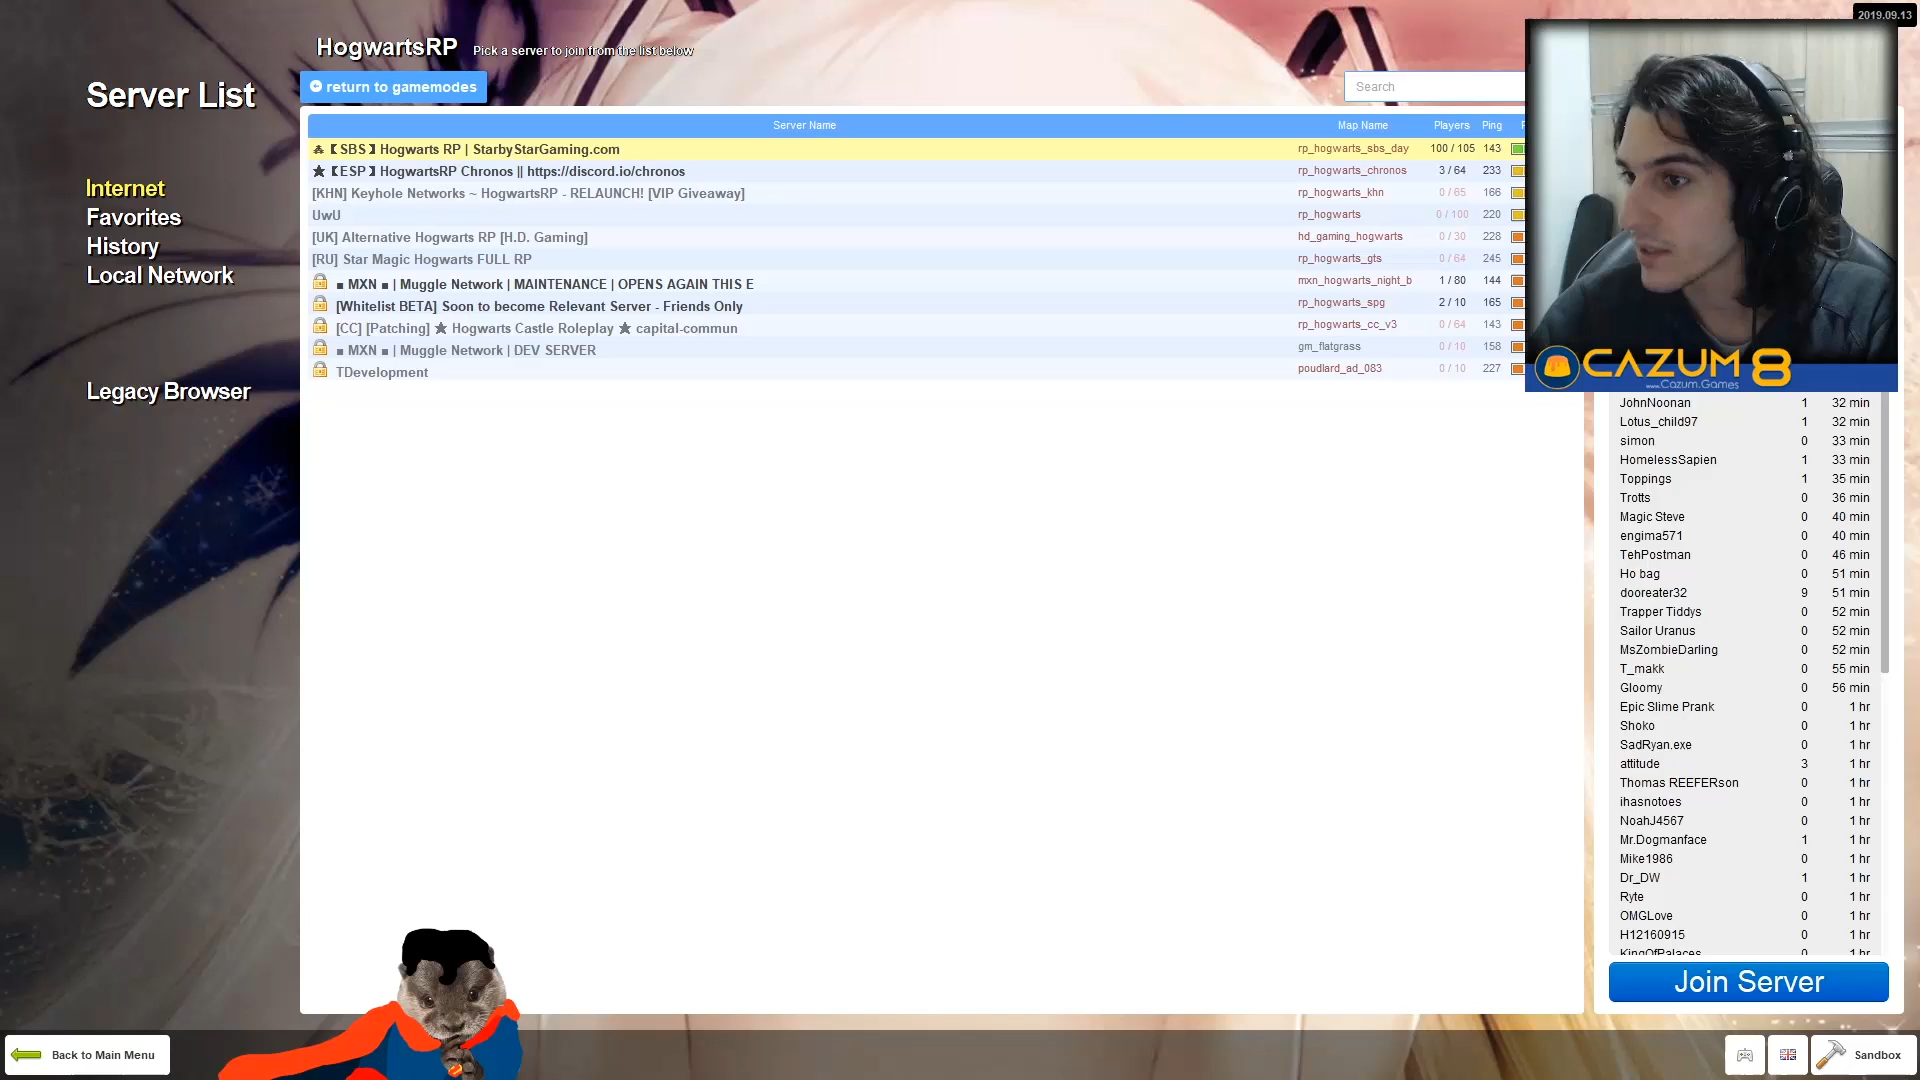 2019.09.13
HogwartsRP Pick a server to join from the list below
Server List
return to gamemodes
Search
Server Name Map Name Players Ping
【SBS】Hogwarts RP | StarbyStarGaming.com rp_hogwarts_sbs_day 100 / 105 143
★【ESP】HogwartsRP Chronos || https://discord.io/chronos rp_hogwarts_chronos 3 / 64 233
[KHN] Keyhole Networks ~ HogwartsRP - RELAUNCH! [VIP Giveaway] rp_hogwarts_khn 0 / 65 166
UwU rp_hogwarts 0 / 100 220
[UK] Alternative Hogwarts RP [H.D. Gaming] hd_gaming_hogwarts 0 / 30 228
[RU] Star Magic Hogwarts FULL RP rp_hogwarts_gts 0 / 64 245
■ MXN ■ | Muggle Network | MAINTENANCE | OPENS AGAIN THIS E mxn_hogwarts_night_b 1 / 80 144
[Whitelist BETA] Soon to become Relevant Server - Friends Only rp_hogwarts_spg 2 / 10 165
[CC] [Patching] ★ Hogwarts Castle Roleplay ★ capital-commun rp_hogwarts_cc_v3 0 / 64 143
■ MXN ■ | Muggle Network | DEV SERVER gm_flatgrass 0 / 10 158
TDevelopment poudlard_ad_083 0 / 10 227
Internet
Favorites
History
Local Network
Legacy Browser
CAZUM 8
www.Cazum.Games
JohnNoonan 1 32 min
Lotus_child97 1 32 min
simon 0 33 min
HomelessSapien 1 33 min
Toppings 1 35 min
Trotts 0 36 min
Magic Steve 0 40 min
engima571 0 40 min
TehPostman 0 46 min
Ho bag 0 51 min
dooreater32 9 51 min
Trapper Tiddys 0 52 min
Sailor Uranus 0 52 min
MsZombieDarling 0 52 min
T_makk 0 55 min
Gloomy 0 56 min
Epic Slime Prank 0 1 hr
Shoko 0 1 hr
SadRyan.exe 0 1 hr
attitude 3 1 hr
Thomas REEFERson 0 1 hr
ihasnotes 0 1 hr
NoahJ4567 0 1 hr
Mr.Dogmanface 1 1 hr
Mike1986 0 1 hr
Dr_DW 1 1 hr
Ryte 0 1 hr
OMGLove 0 1 hr
H12160915 0 1 hr
KingOfPalaces 0 1 hr
Join Server
Back to Main Menu
Sandbox